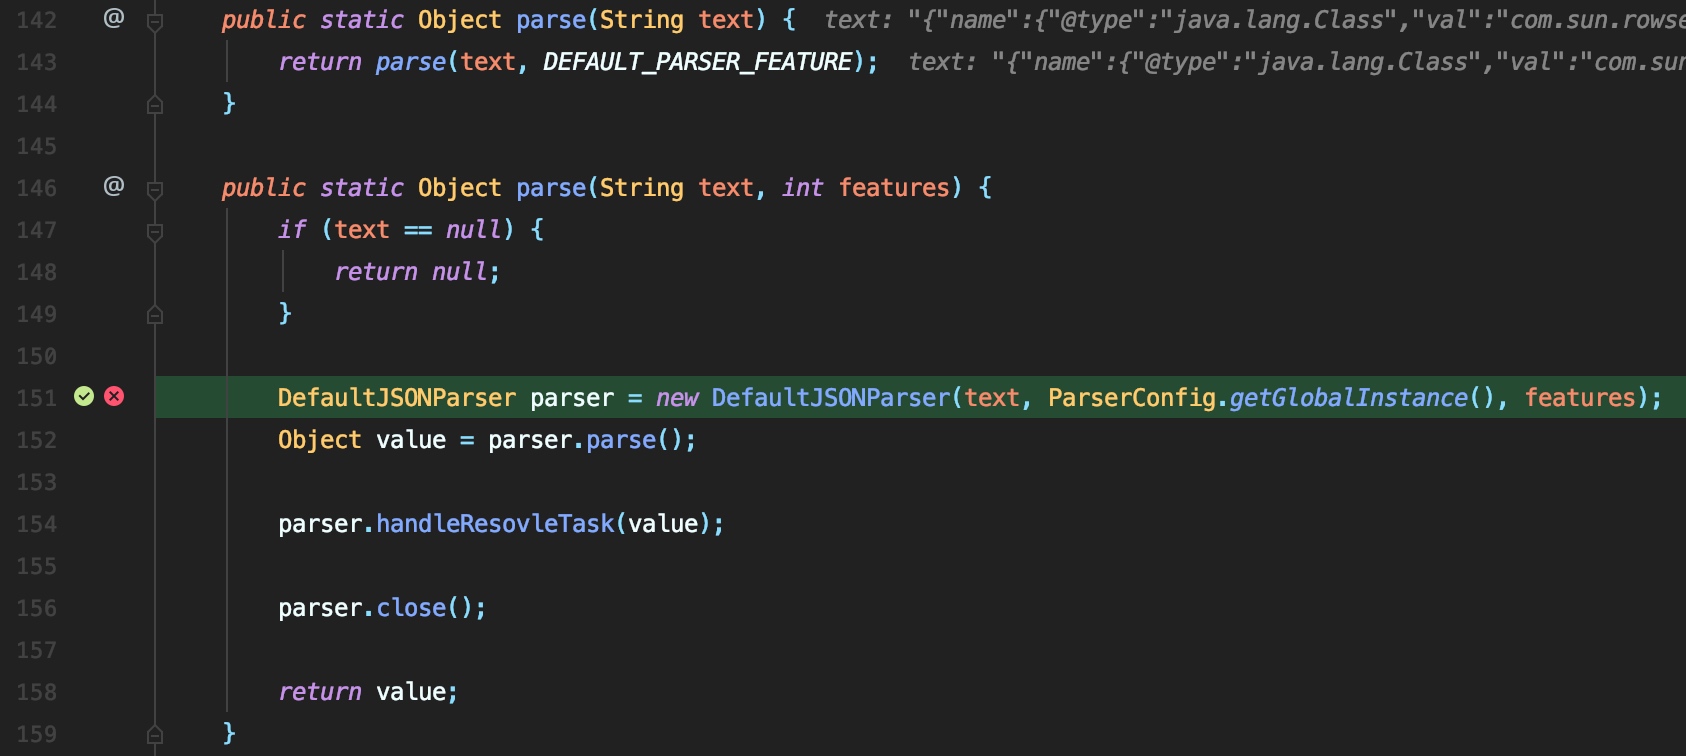 142 @ public static Object parse(String text) { text: "{"name":{"@type":"java.lang.Class","val":"com.sun.rowse
143 return parse(text, DEFAULT_PARSER_FEATURE); text: "{"name":{"@type":"java.lang.Class","val":"com.sun
144 }
145
146 @ public static Object parse(String text, int features) {
147 if (text == null) {
148 return null;
149 }
150
151 DefaultJSONParser parser = new DefaultJSONParser(text, ParserConfig.getGlobalInstance(), features);
152 Object value = parser.parse();
153
154 parser.handleResovleTask(value);
155
156 parser.close();
157
158 return value;
159 }